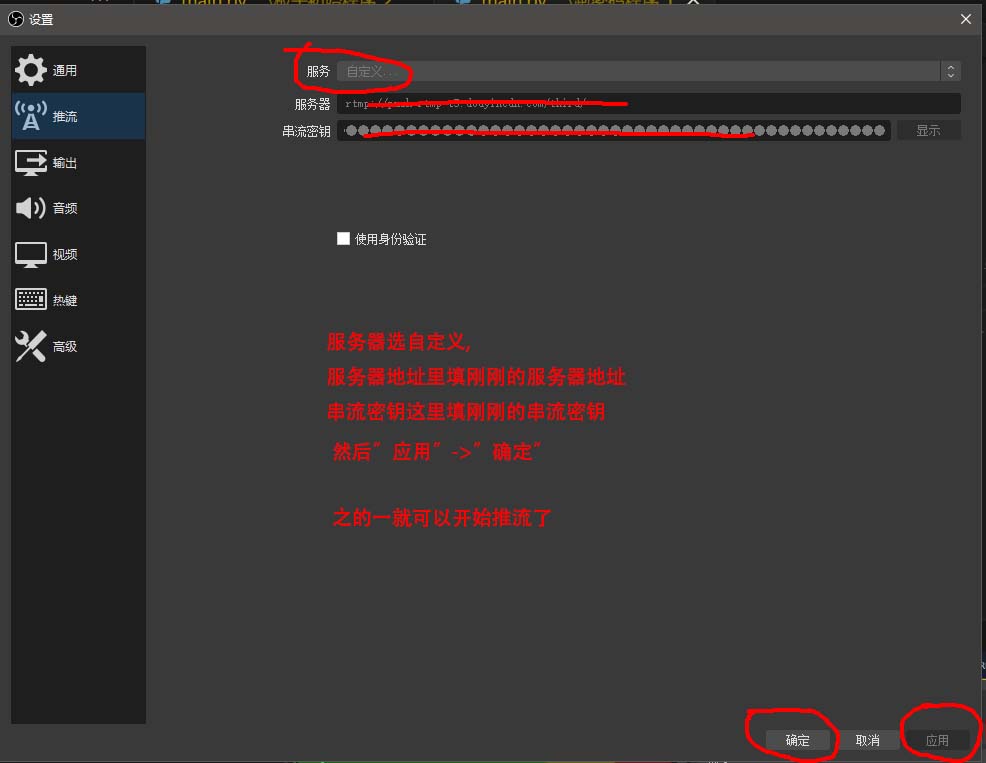 设置
通用
推流
输出
音频
视频
热键
高级
服务 自定义...
服务器
串流密钥 显示
使用身份验证
服务器选自定义,
服务器地址里填刚刚的服务器地址
串流密钥这里填刚刚的串流密钥
然后”应用”->”确定”
之的一就可以开始推流了
确定 取消 应用